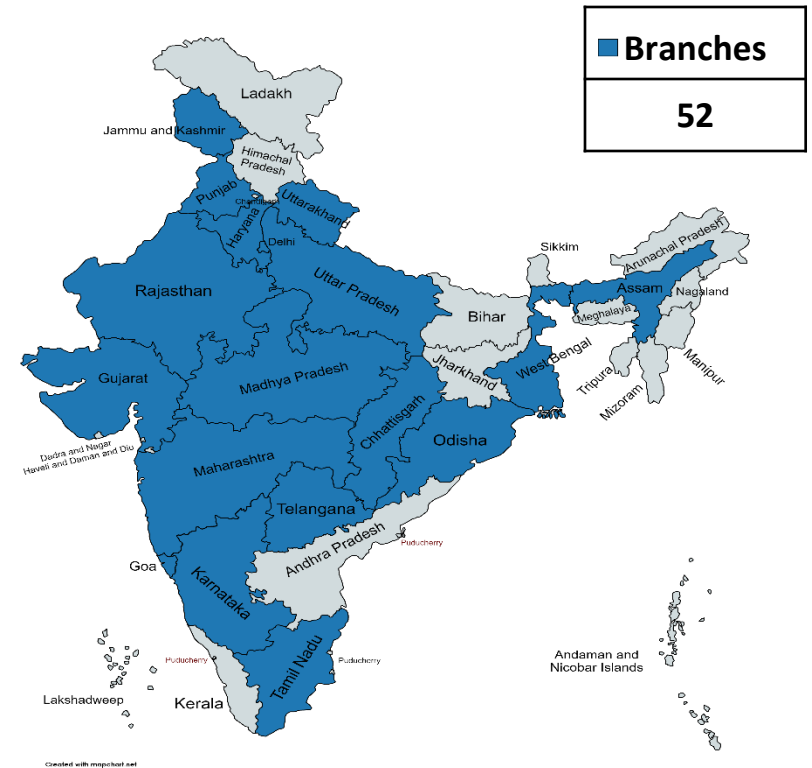 Branches
52
Ladakh
Jammu and Kashmir
Himachal
Pradesh
Punjab
Chandigarh
Uttarakhand
Haryana
Delhi
Sikkim
Arunachal Pradesh
Rajasthan
Uttar Pradesh
Assam
Nagaland
Bihar
Meghalaya
Manipur
Gujarat
Madhya Pradesh
Jharkhand
West Bengal
Tripura
Mizoram
Chhattisgarh
Odisha
Dadra and Nagar
Haveli and Daman and Diu
Maharashtra
Telangana
Andhra Pradesh
Puducherry
Goa
Karnataka
Puducherry
Tamil Nadu
Puducherry
Andaman and
Nicobar Islands
Lakshadweep
Kerala
Created with mapchart.net